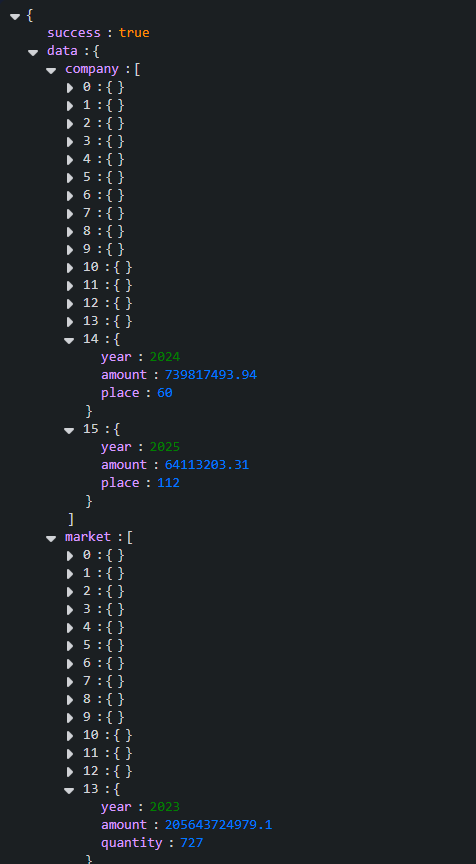 {
success : true
data :{
company :[
0 :{ }
1 :{ }
2 :{ }
3 :{ }
4 :{ }
5 :{ }
6 :{ }
7 :{ }
8 :{ }
9 :{ }
10 :{ }
11 :{ }
12 :{ }
13 :{ }
14 :{
year : 2024
amount : 739817493.94
place : 60
}
15 :{
year : 2025
amount : 64113203.31
place : 112
}
]
market :[
0 :{ }
1 :{ }
2 :{ }
3 :{ }
4 :{ }
5 :{ }
6 :{ }
7 :{ }
8 :{ }
9 :{ }
10 :{ }
11 :{ }
12 :{ }
13 :{
year : 2023
amount : 205643724979.1
quantity : 727
}